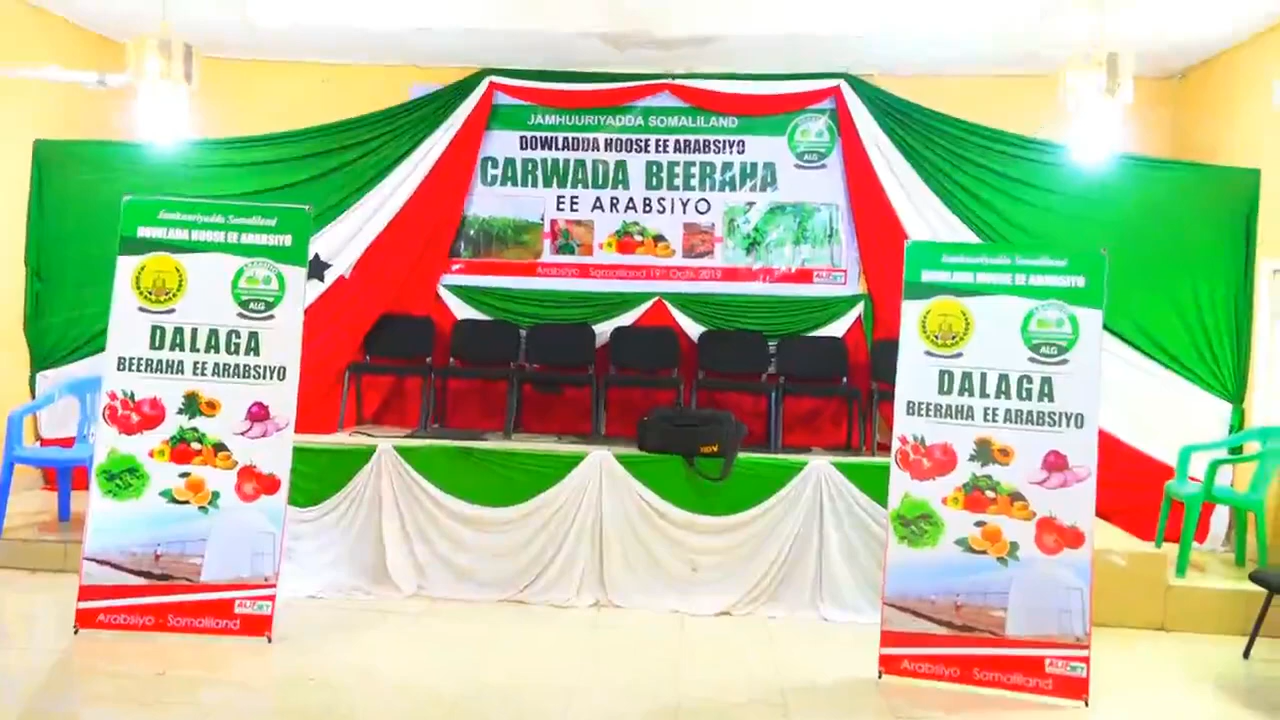 JAMHUURIYADDA SOMALILAND
DOWLADDA HOOSE EE ARABSIYO
CARWADA BEERAHA
EE ARABSIYO
ALG
Arabsiyo - Somaliland 19th Octb. 2019
Jamhuuriyadda Somaliland
DOWLADA HOOSE EE ARABSIYO
ALG
DALAGA
BEERAHA EE ARABSIYO
Arabsiyo - Somaliland
Jamhuuriyadda Somaliland
DOWLADA HOOSE EE ARABSIYO
ALG
DALAGA
BEERAHA EE ARABSIYO
Arabsiyo - Somaliland